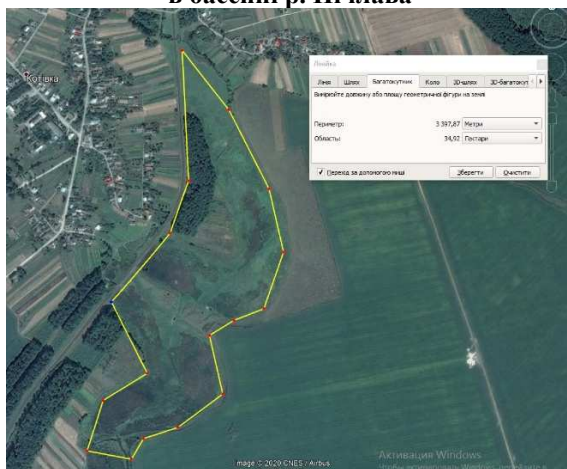 в басейні р. Нічлава
Котівка
Лінійка
Лінія Шлях Багатокутник Коло 3D-шлях 3D-багатокут
Виміряйте довжину або площу геометричної фігури на землі
Периметр: 3 397,87 Метри
Область: 34,92 Гектари
Перехід за допомогою миші Зберегти Очистити
Image © 2020 CNES / Airbus
Активация Windows